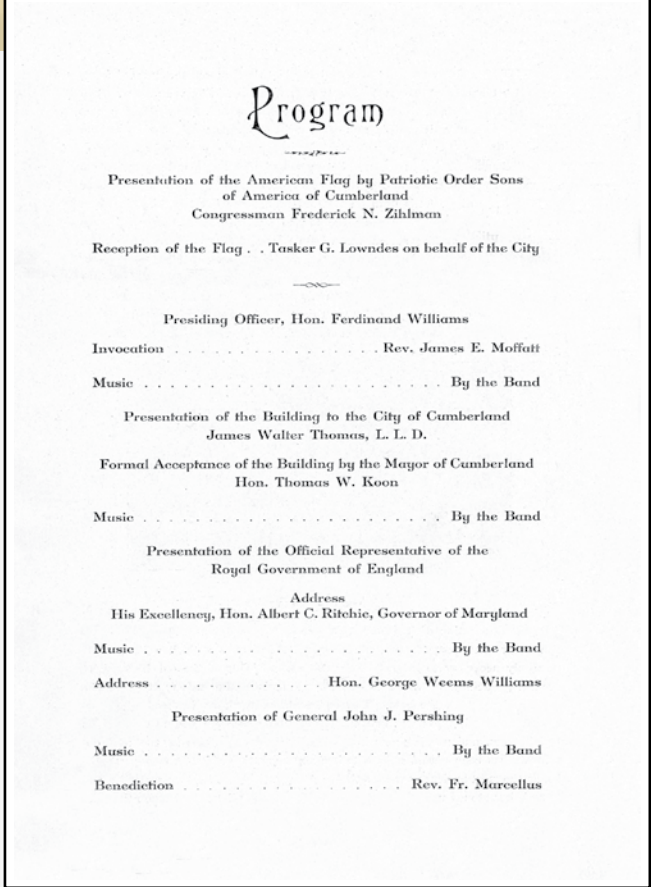 Program
Presentation of the American Flag by Patriotic Order Sons
of America of Cumberland
Congressman Frederick N. Zihlman
Reception of the Flag . . Tasker G. Lowndes on behalf of the City
Presiding Officer, Hon. Ferdinand Williams
Invocation . . . . . . . . . . . . . . . . Rev. James E. Moffatt
Music . . . . . . . . . . . . . . . . . . . . . . . By the Band
Presentation of the Building to the City of Cumberland
James Walter Thomas, L. L. D.
Formal Acceptance of the Building by the Mayor of Cumberland
Hon. Thomas W. Koon
Music . . . . . . . . . . . . . . . . . . . . . . . By the Band
Presentation of the Official Representative of the
Royal Government of England
Address
His Excellency, Hon. Albert C. Ritchie, Governor of Maryland
Music . . . . . . . . . . . . . . . . . . . . . . . By the Band
Address . . . . . . . . . . . . . Hon. George Weems Williams
Presentation of General John J. Pershing
Music . . . . . . . . . . . . . . . . . . . . . . . By the Band
Benediction . . . . . . . . . . . . . . . . . Rev. Fr. Marcellus